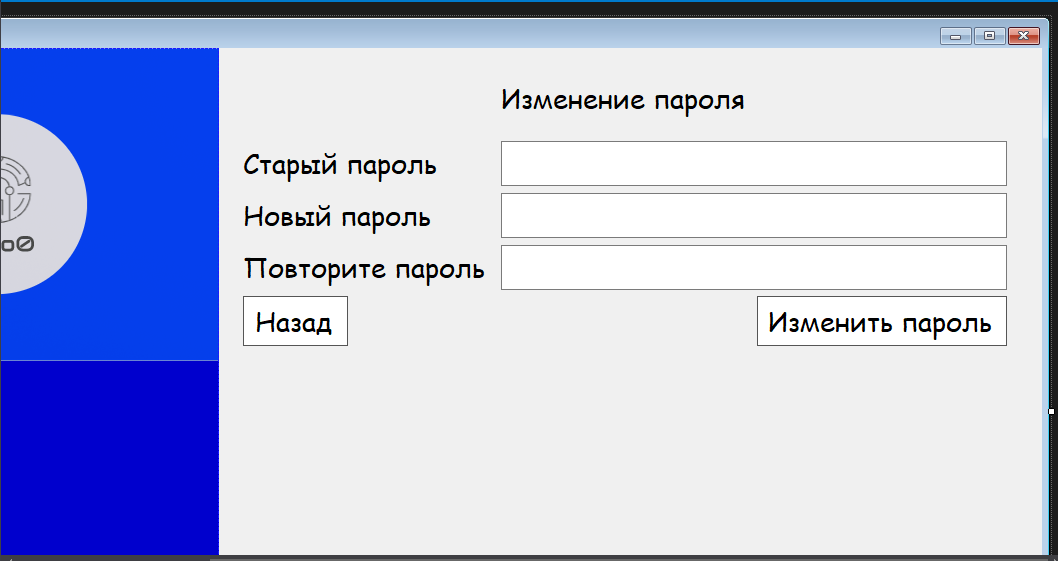 Изменение пароля
Старый пароль
Новый пароль
Повторите пароль
Назад
Изменить пароль